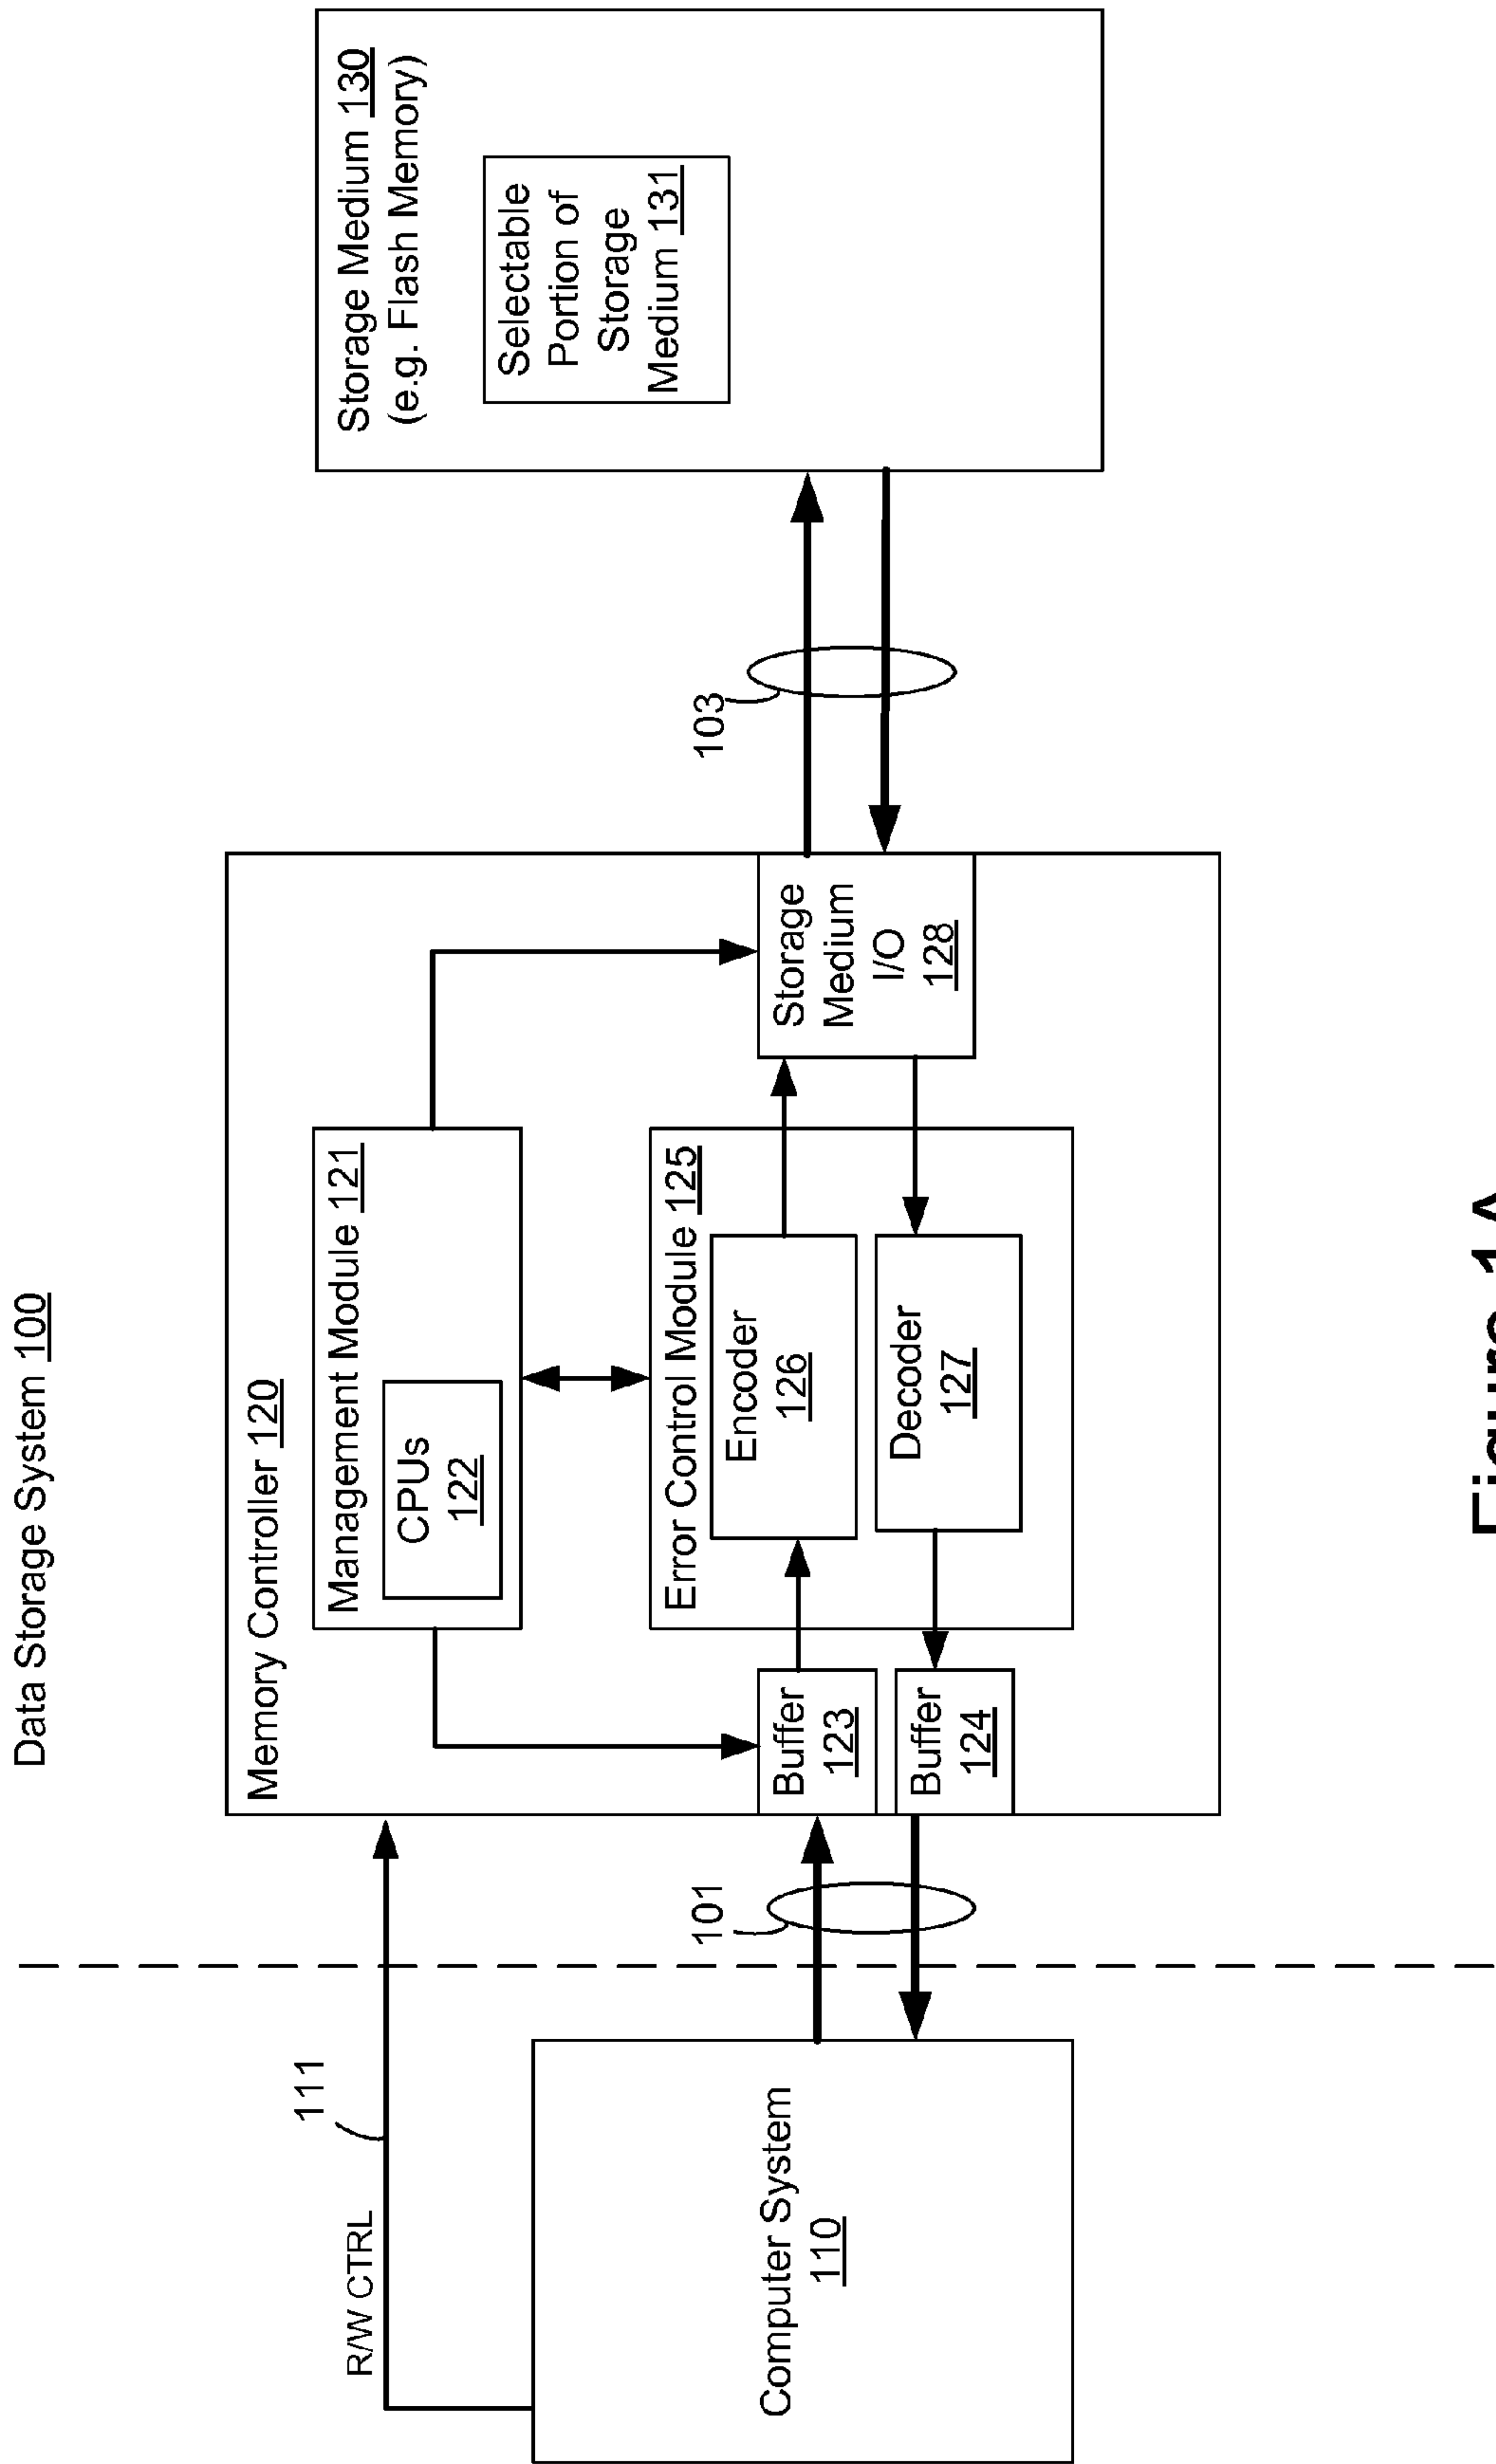 Data Storage System 100
R/W CTRL
111
Computer System
110
101
Memory Controller 120
Management Module 121
CPUs
122
Buffer
123
Buffer
124
Error Control Module 125
Encoder
126
Decoder
127
Storage
Medium
I/O
128
103
Storage Medium 130
(e.g. Flash Memory)
Selectable
Portion of
Storage
Medium 131
Figure 1A